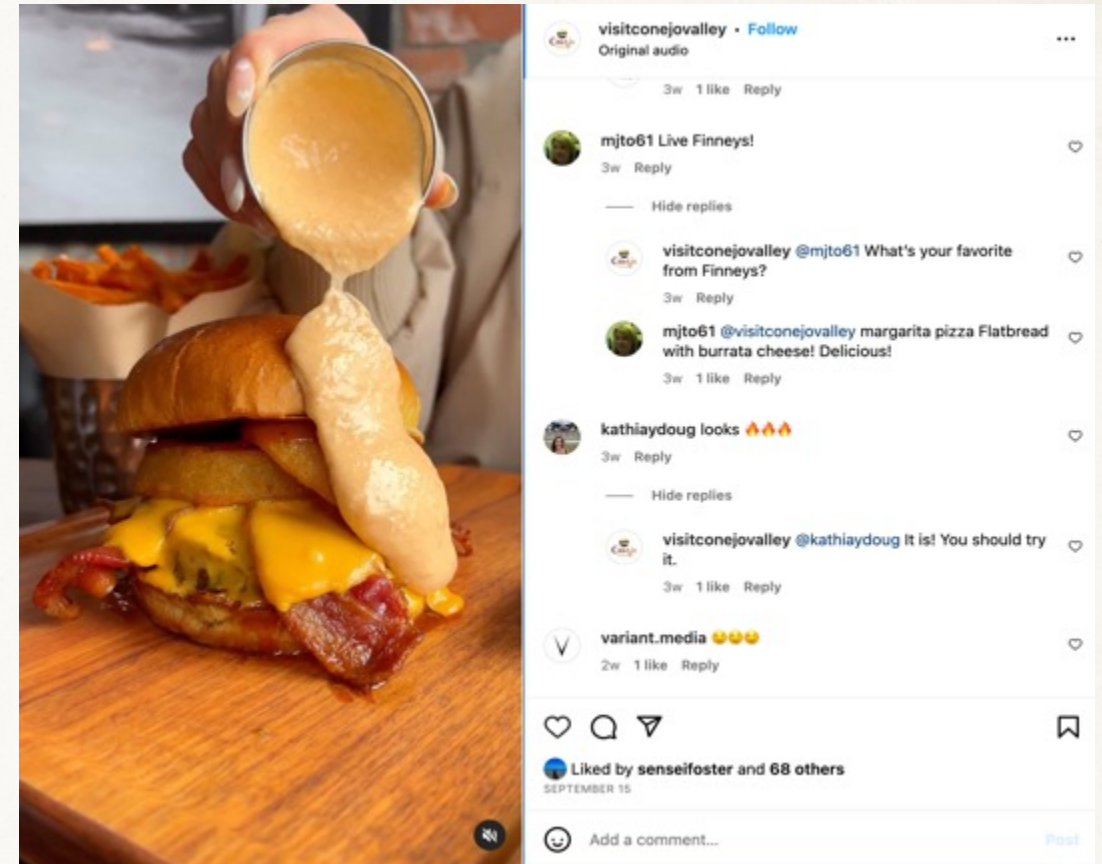 visitconejovalley • Follow
Original audio
3w 1 like Reply
mjto61 Live Finneys!
3w Reply
Hide replies
visitconejovalley @mjto61 What's your favorite
from Finneys?
3w Reply
mjto61 @visitconejovalley margarita pizza Flatbread
with burrata cheese! Delicious!
3w 1 like Reply
kathiaydoug looks 🔥🔥🔥
3w Reply
Hide replies
visitconejovalley @kathiaydoug It is! You should try
it.
3w 1 like Reply
variant.media 😋😋😋
2w 1 like Reply
Liked by senseifoster and 68 others
SEPTEMBER 15
Add a comment...
Post